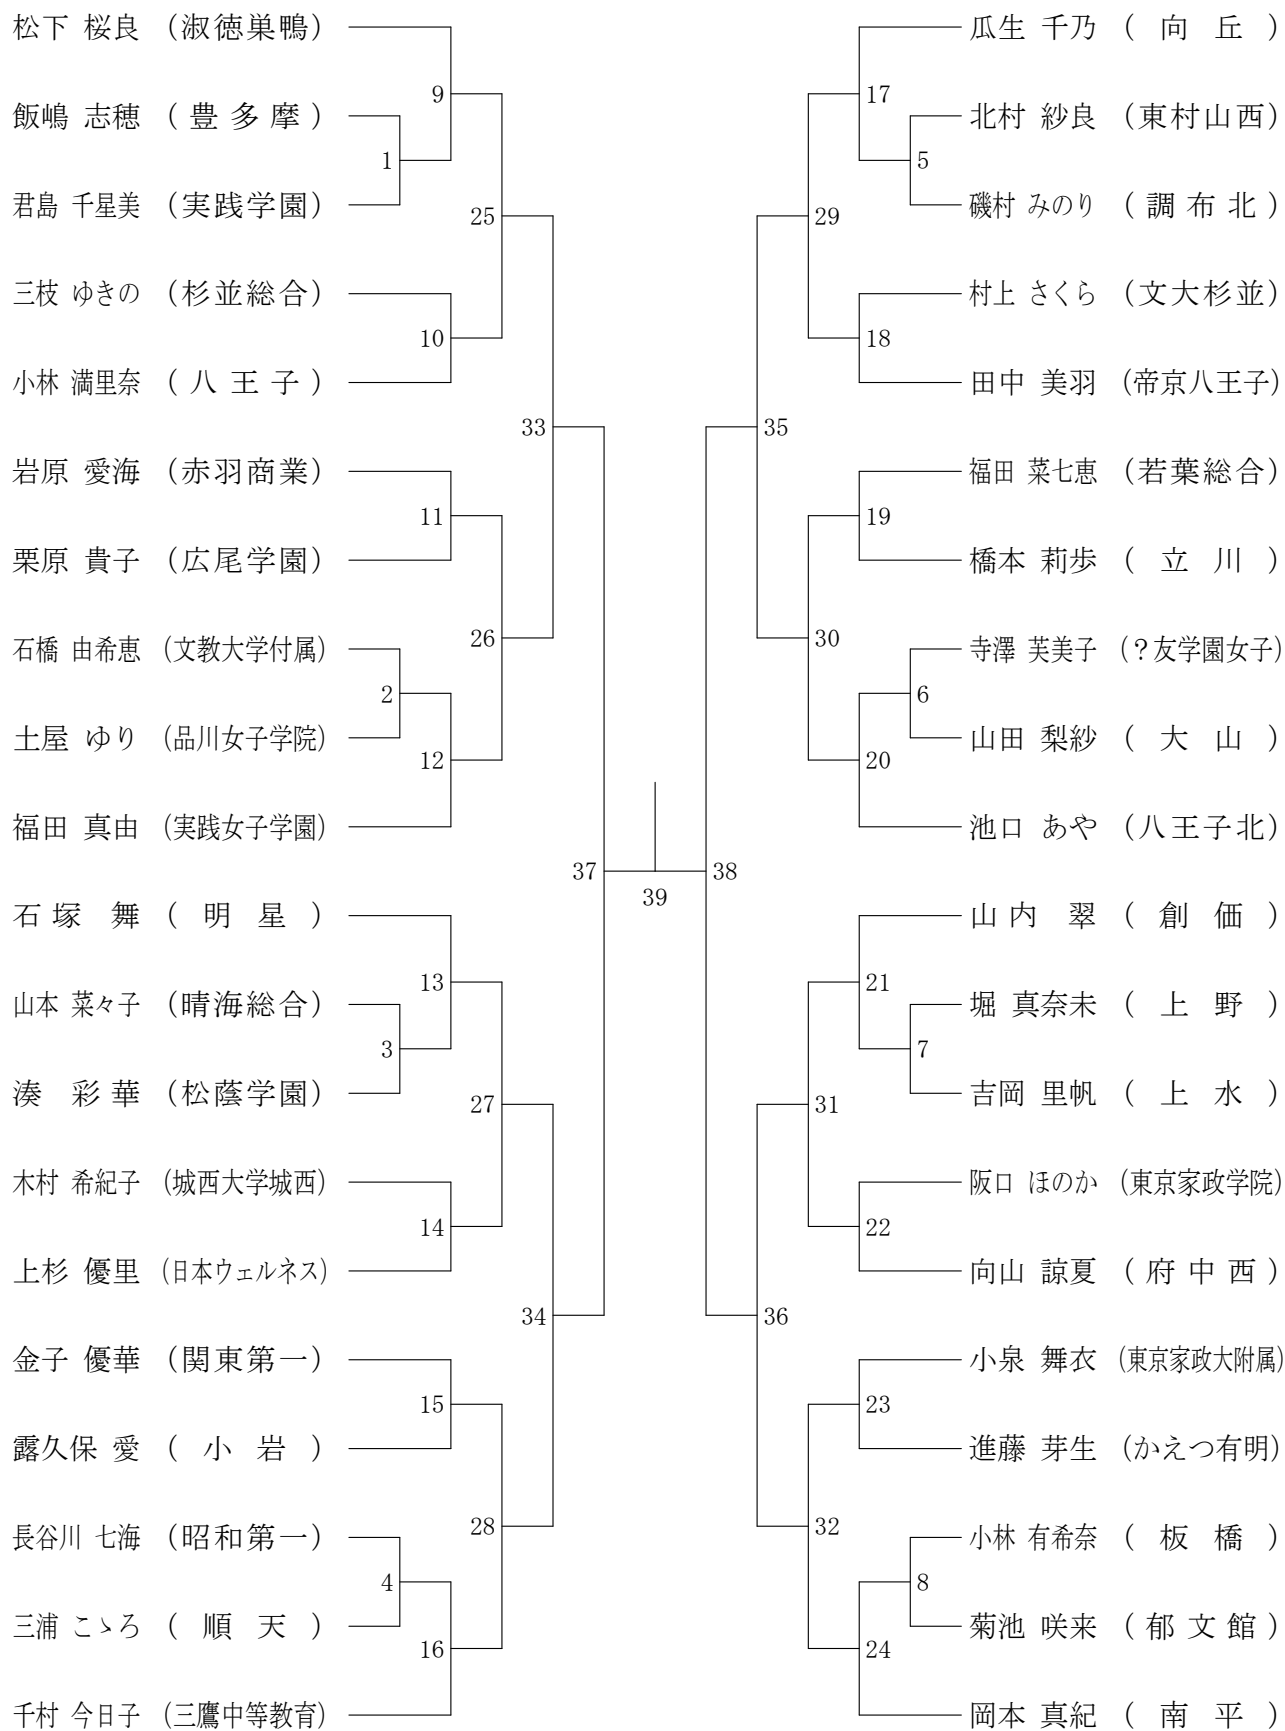 松下 桜良 (淑徳巣鴨)
飯嶋 志穂 (豊多摩)
君島 千星美 (実践学園)
三枝 ゆきの (杉並総合)
小林 満里奈 (八王子)
岩原 愛海 (赤羽商業)
栗原 貴子 (広尾学園)
石橋 由希恵 (文教大学付属)
土屋 ゆり (品川女子学院)
福田 真由 (実践女子学園)
石塚 舞 (明星)
山本 菜々子 (晴海総合)
湊 彩華 (松蔭学園)
木村 希紀子 (城西大学城西)
上杉 優里 (日本ウェルネス)
金子 優華 (関東第一)
露久保 愛 (小岩)
長谷川 七海 (昭和第一)
三浦 こゝろ (順天)
千村 今日子 (三鷹中等教育)
1
2
3
4
9
10
11
12
13
14
15
16
25
26
27
28
33
34
37
39
38
35
36
29
30
31
32
17
18
19
20
21
22
23
24
5
6
7
8
瓜生 千乃 (向丘)
北村 紗良 (東村山西)
磯村 みのり (調布北)
村上 さくら (文大杉並)
田中 美羽 (帝京八王子)
福田 菜七恵 (若葉総合)
橋本 莉歩 (立川)
寺澤 芙美子 (?友学園女子)
山田 梨紗 (大山)
池口 あや (八王子北)
山内 翠 (創価)
堀 真奈未 (上野)
吉岡 里帆 (上水)
阪口 ほのか (東京家政学院)
向山 諒夏 (府中西)
小泉 舞衣 (東京家政大附属)
進藤 芽生 (かえつ有明)
小林 有希奈 (板橋)
菊池 咲来 (郁文館)
岡本 真紀 (南平)